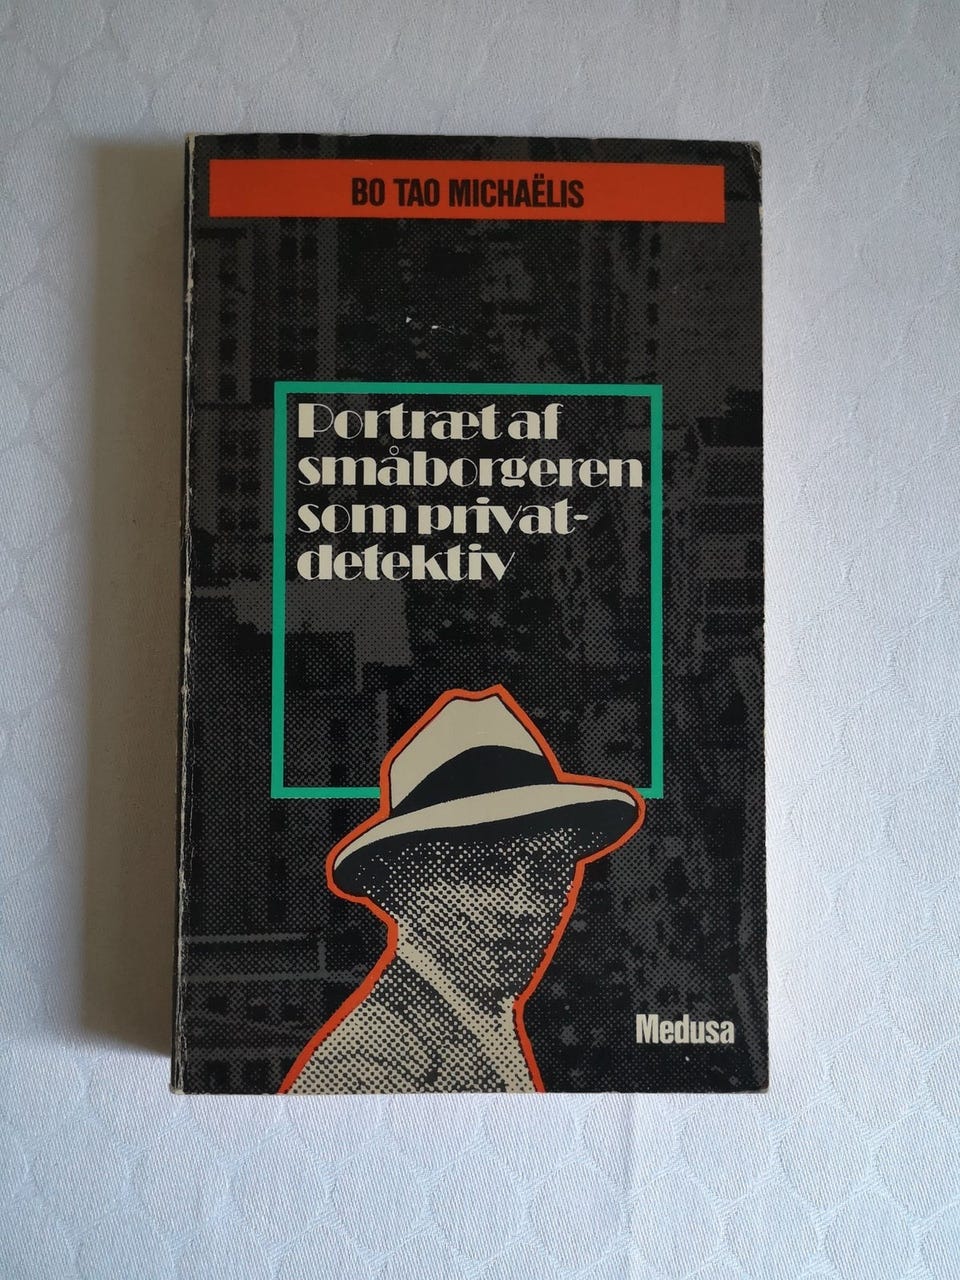 BO TAO MICHAËLIS
Portræt af
småborgeren
som privat-
detektiv
Medusa